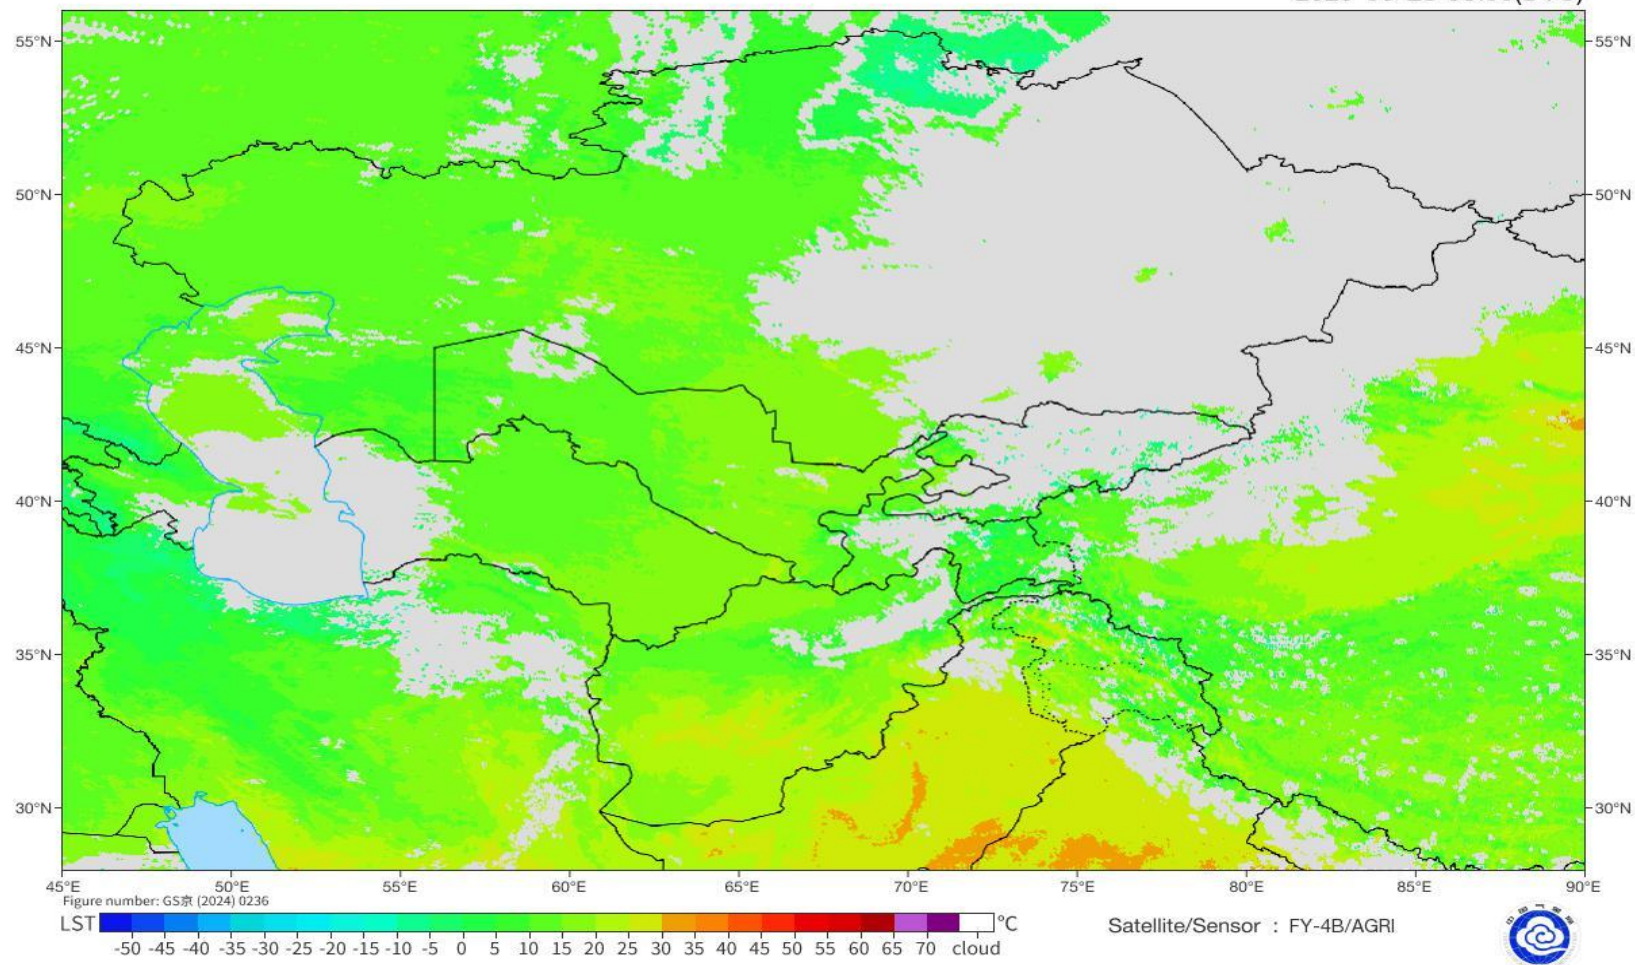 55°N 55°N
50°N 50°N
45°N 45°N
40°N 40°N
35°N 35°N
30°N 30°N
45°E 50°E 55°E 60°E 65°E 70°E 75°E 80°E 85°E 90°E
Figure number: GS京 (2024) 0236
LST °C
-50 -45 -40 -35 -30 -25 -20 -15 -10 -5 0 5 10 15 20 25 30 35 40 45 50 55 60 65 70 cloud
Satellite/Sensor : FY-4B/AGRI